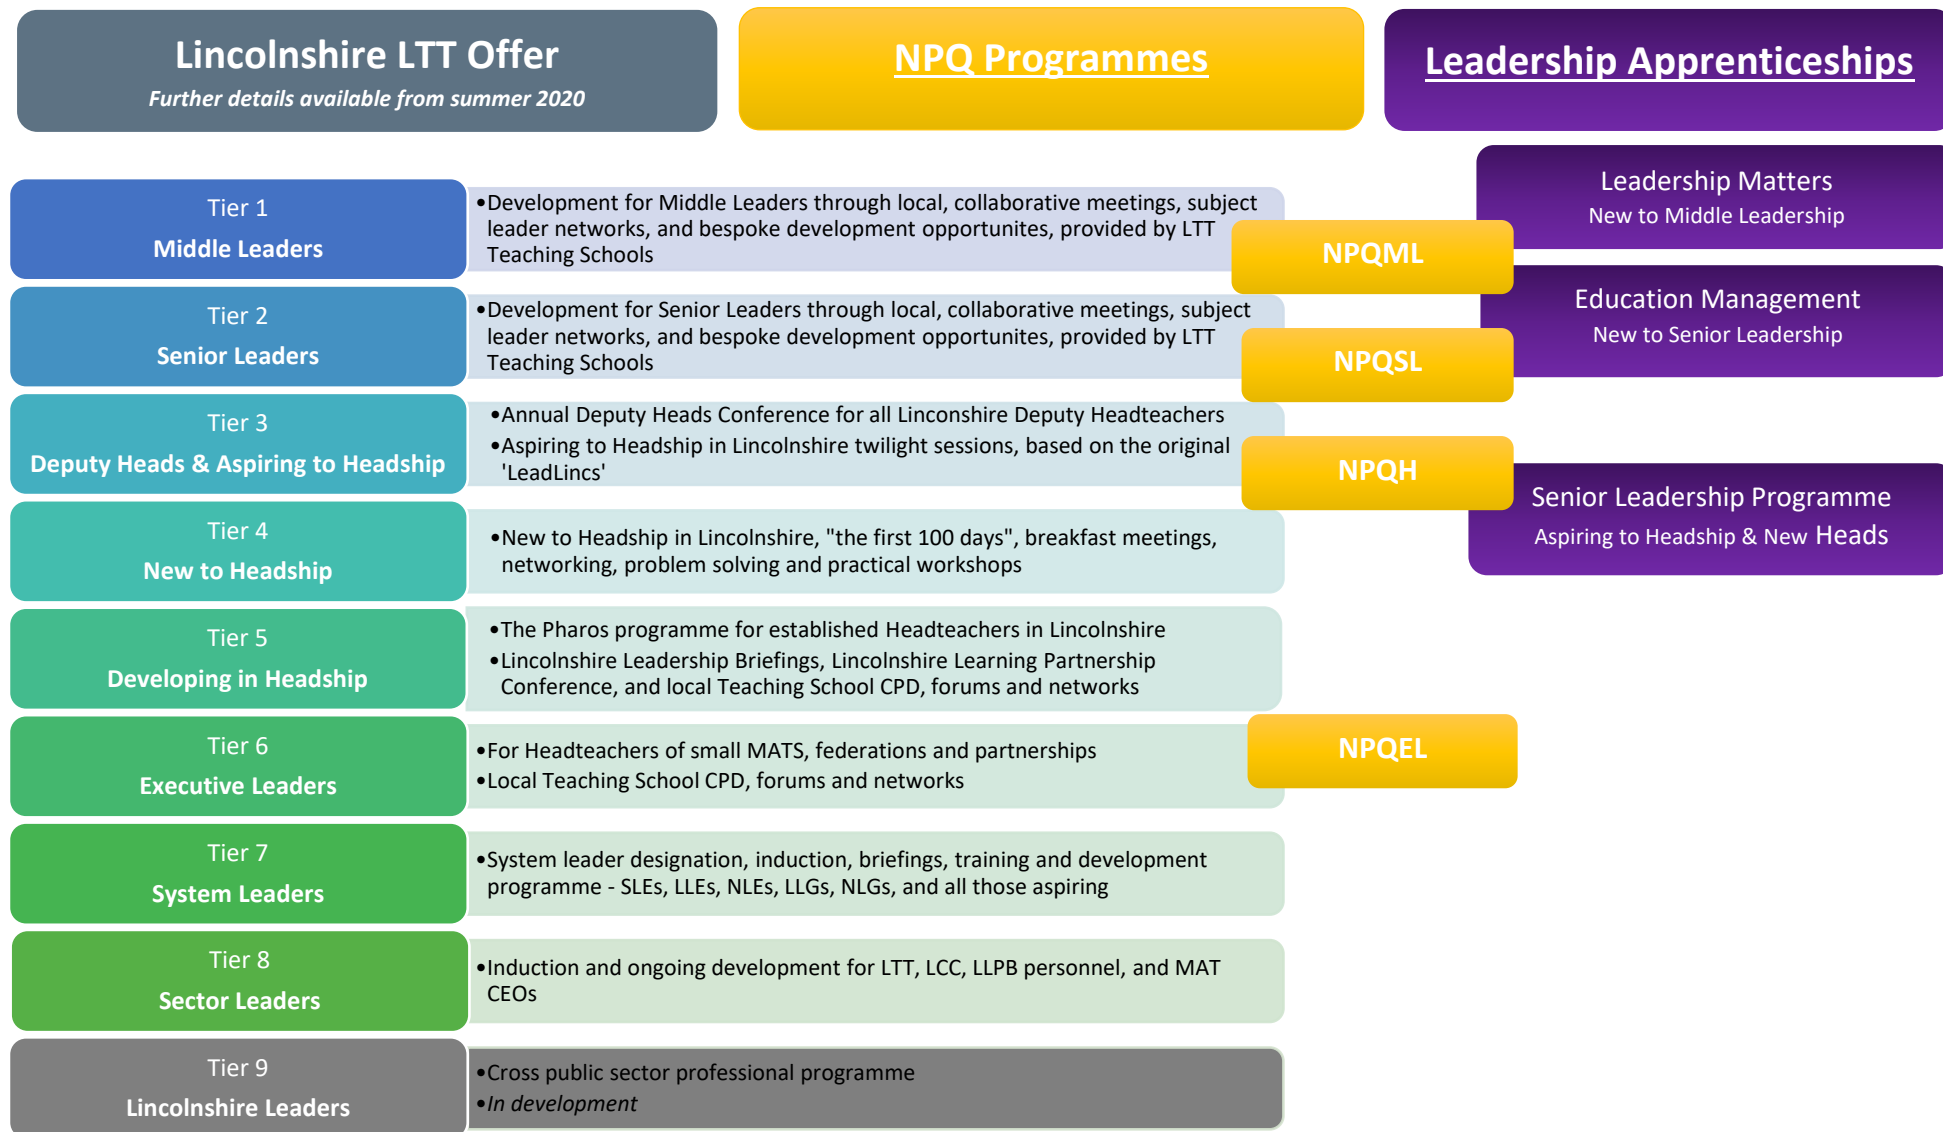 Lincolnshire LTT Offer
Further details available from summer 2020
NPQ Programmes
Leadership Apprenticeships
Tier 1
Middle Leaders
•Development for Middle Leaders through local, collaborative meetings, subject
leader networks, and bespoke development opportunites, provided by LTT
Teaching Schools
NPQML
Leadership Matters
New to Middle Leadership
Tier 2
Senior Leaders
•Development for Senior Leaders through local, collaborative meetings, subject
leader networks, and bespoke development opportunites, provided by LTT
Teaching Schools
NPQSL
Education Management
New to Senior Leadership
Tier 3
Deputy Heads & Aspiring to Headship
•Annual Deputy Heads Conference for all Linconshire Deputy Headteachers
•Aspiring to Headship in Lincolnshire twilight sessions, based on the original
'LeadLincs'
NPQH
Senior Leadership Programme
Aspiring to Headship & New Heads
Tier 4
New to Headship
•New to Headship in Lincolnshire, "the first 100 days", breakfast meetings,
networking, problem solving and practical workshops
Tier 5
Developing in Headship
•The Pharos programme for established Headteachers in Lincolnshire
•Lincolnshire Leadership Briefings, Lincolnshire Learning Partnership
Conference, and local Teaching School CPD, forums and networks
Tier 6
Executive Leaders
•For Headteachers of small MATS, federations and partnerships
•Local Teaching School CPD, forums and networks
NPQEL
Tier 7
System Leaders
•System leader designation, induction, briefings, training and development
programme - SLEs, LLEs, NLEs, LLGs, NLGs, and all those aspiring
Tier 8
Sector Leaders
•Induction and ongoing development for LTT, LCC, LLPB personnel, and MAT
CEOs
Tier 9
Lincolnshire Leaders
•Cross public sector professional programme
•In development